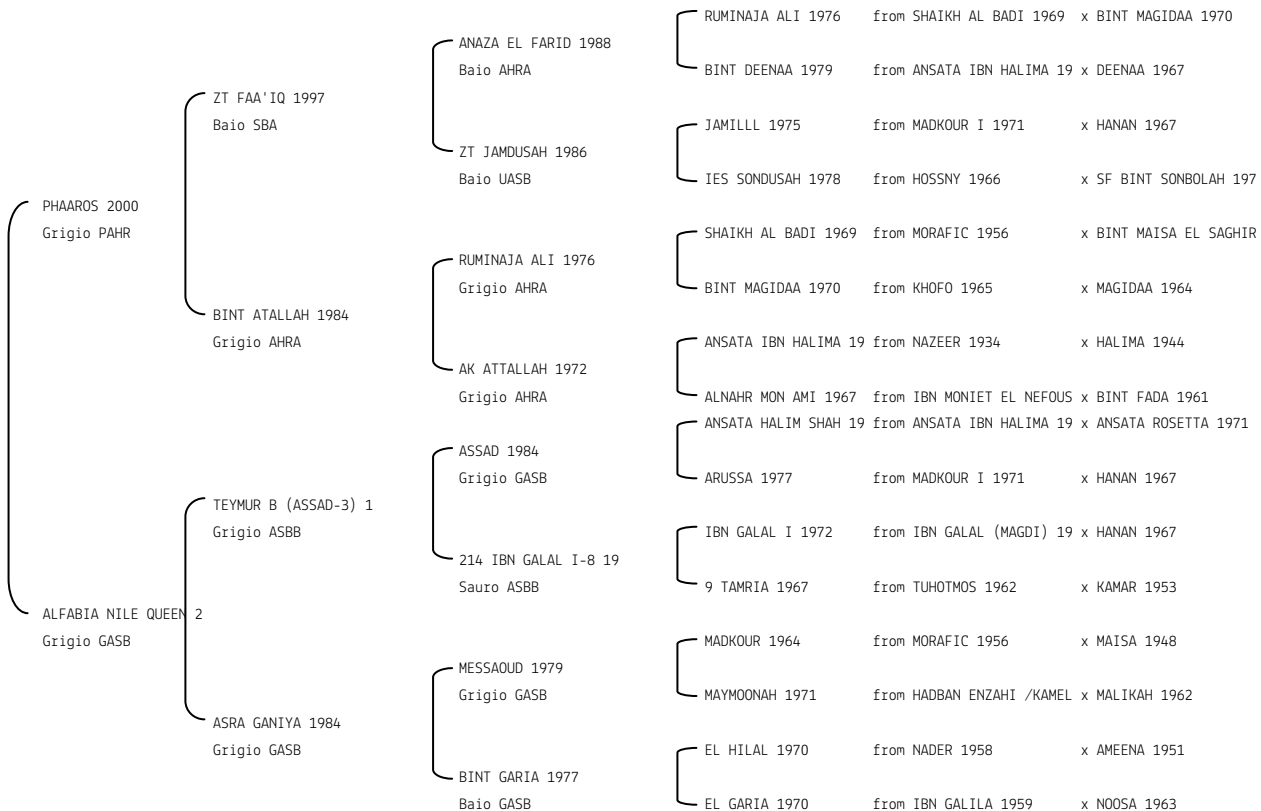 RUMINAJA ALI 1976 from SHAIKH AL BADI 1969 x BINT MAGIDAA 1970
ANAZA EL FARID 1988
Baio AHRA
BINT DEENAA 1979 from ANSATA IBN HALIMA 19 x DEENAA 1967
ZT FAA'IQ 1997
Baio SBA
JAMILLL 1975 from MADKOUR I 1971 x HANAN 1967
ZT JAMDUSAH 1986
Baio UASB
IES SONDUSAH 1978 from HOSSNY 1966 x SF BINT SONBOLAH 197
PHAAROS 2000
Grigio PAHR
SHAIKH AL BADI 1969 from MORAFIC 1956 x BINT MAISA EL SAGHIR
RUMINAJA ALI 1976
Grigio AHRA
BINT MAGIDAA 1970 from KHOFO 1965 x MAGIDAA 1964
BINT ATALLAH 1984
Grigio AHRA
ANSATA IBN HALIMA 19 from NAZEER 1934 x HALIMA 1944
AK ATTALLAH 1972
Grigio AHRA
ALNAHR MON AMI 1967 from IBN MONIET EL NEFOUS x BINT FADA 1961
ANSATA HALIM SHAH 19 from ANSATA IBN HALIMA 19 x ANSATA ROSETTA 1971
ASSAD 1984
Grigio GASB
ARUSSA 1977 from MADKOUR I 1971 x HANAN 1967
TEYMUR B (ASSAD-3) 1
Grigio ASBB
IBN GALAL I 1972 from IBN GALAL (MAGDI) 19 x HANAN 1967
214 IBN GALAL I-8 19
Sauro ASBB
9 TAMRIA 1967 from TUHOTMOS 1962 x KAMAR 1953
ALFABIA NILE QUEEN 2
Grigio GASB
MADKOUR 1964 from MORAFIC 1956 x MAISA 1948
MESSAOUD 1979
Grigio GASB
MAYMOONAH 1971 from HADBAN ENZAHI /KAMEL x MALIKAH 1962
ASRA GANIYA 1984
Grigio GASB
EL HILAL 1970 from NADER 1958 x AMEENA 1951
BINT GARIA 1977
Baio GASB
EL GARIA 1970 from IBN GALILA 1959 x NOOSA 1963